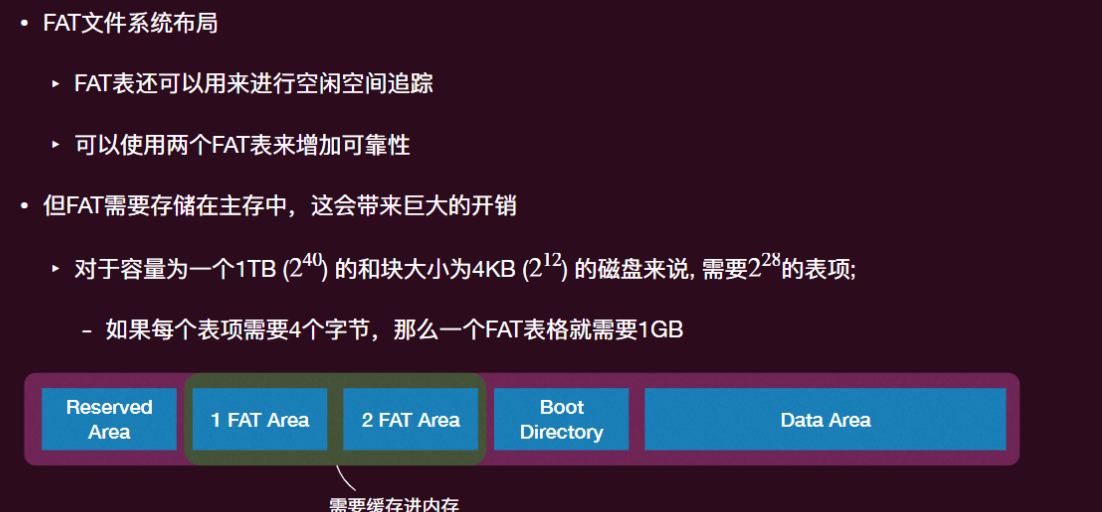 • FAT文件系统布局
▸ FAT表还可以用来进行空闲空间追踪
▸ 可以使用两个FAT表来增加可靠性
• 但FAT需要存储在主存中，这会带来巨大的开销
▸ 对于容量为一个1TB (2^40) 的和块大小为4KB (2^12) 的磁盘来说, 需要2^28的表项;
- 如果每个表项需要4个字节，那么一个FAT表格就需要1GB
Reserved
Area
1 FAT Area
2 FAT Area
Boot
Directory
Data Area
需要缓存进内存